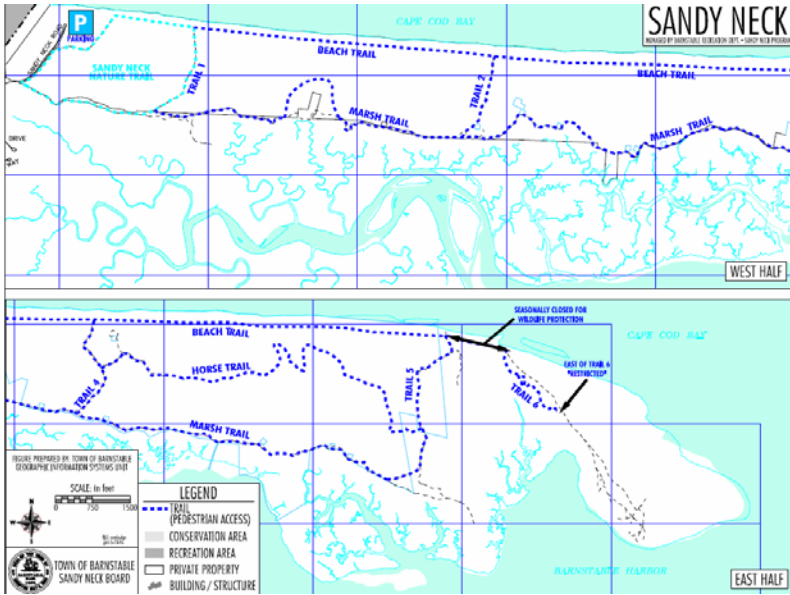 CAPE COD BAY
SANDY NECK
MANAGED BY BARNSTABLE RECREATION DEPT. - SANDY NECK PROGRAM
P
PARKING
SANDY NECK ROAD
SANDY NECK
NATURE TRAIL
TRAIL 1
BEACH TRAIL
TRAIL 2
BEACH TRAIL
MARSH TRAIL
MARSH TRAIL
DRIVE
WEST HALF
SEASONALLY CLOSED FOR
WILDLIFE PROTECTION
BEACH TRAIL
CAPE COD BAY
HORSE TRAIL
EAST OF TRAIL 6
"RESTRICTED"
TRAIL 4
TRAIL 5
TRAIL 6
MARSH TRAIL
FIGURE PREPARED BY: TOWN OF BARNSTABLE
GEOGRAPHIC INFORMATION SYSTEMS UNIT
SCALE: in feet
0 750 1500
N
W E
S
LEGEND
TRAIL
(PEDESTRIAN ACCESS)
CONSERVATION AREA
RECREATION AREA
PRIVATE PROPERTY
BUILDING / STRUCTURE
TOWN OF BARNSTABLE
SANDY NECK BOARD
BARNSTABLE HARBOR
EAST HALF